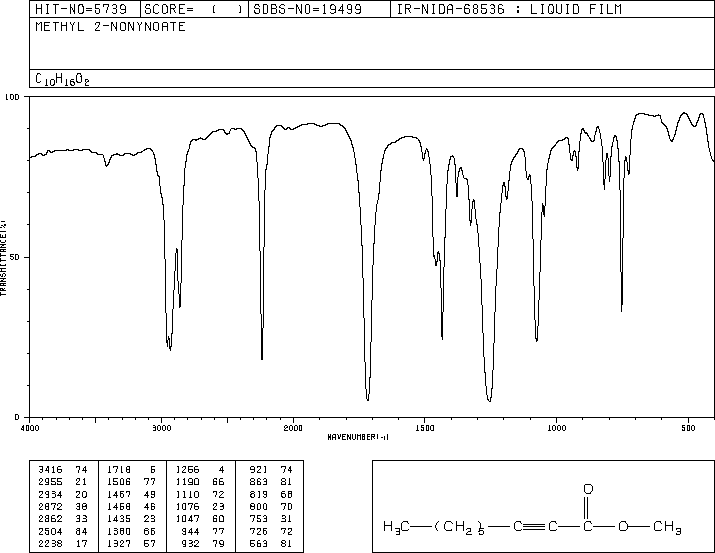 HIT-NO=5739 SCORE= ( ) SDBS-NO=19499 IR-NIDA-68536 : LIQUID FILM
METHYL 2-NONYNOATE
C10H16O2
100
50
0
TRANSMITTANCE(%)
4000 3000 2000 1500 1000 500
WAVENUMBER(-1)
3416 74 1718 5 1256 4 921 74
2955 21 1506 77 1190 66 863 81
2934 20 1467 49 1110 72 819 68
2872 38 1458 46 1076 23 800 70
2862 33 1435 23 1047 60 753 31
2504 84 1380 66 944 77 726 72
2238 17 1327 57 932 79 563 81
O
H3C (CH2)5 C C C O CH3